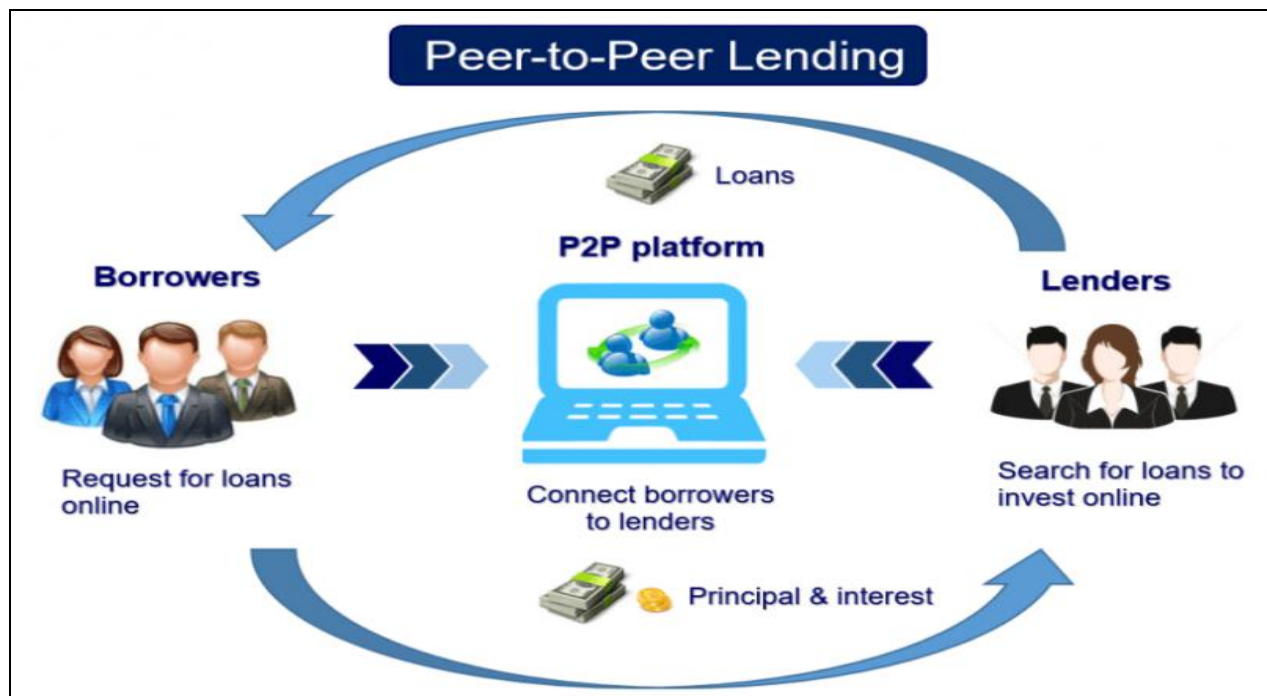 Peer-to-Peer Lending
Loans
P2P platform
Borrowers
Lenders
Request for loans
online
Connect borrowers
to lenders
Search for loans to
invest online
Principal & interest